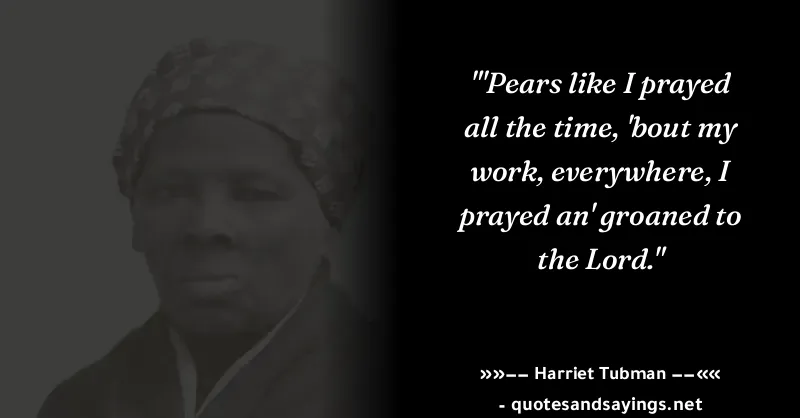 "'Pears like I prayed
all the time, 'bout my
work, everywhere, I
prayed an' groaned to
the Lord."
»»—— Harriet Tubman ——««
- quotesandsayings.net